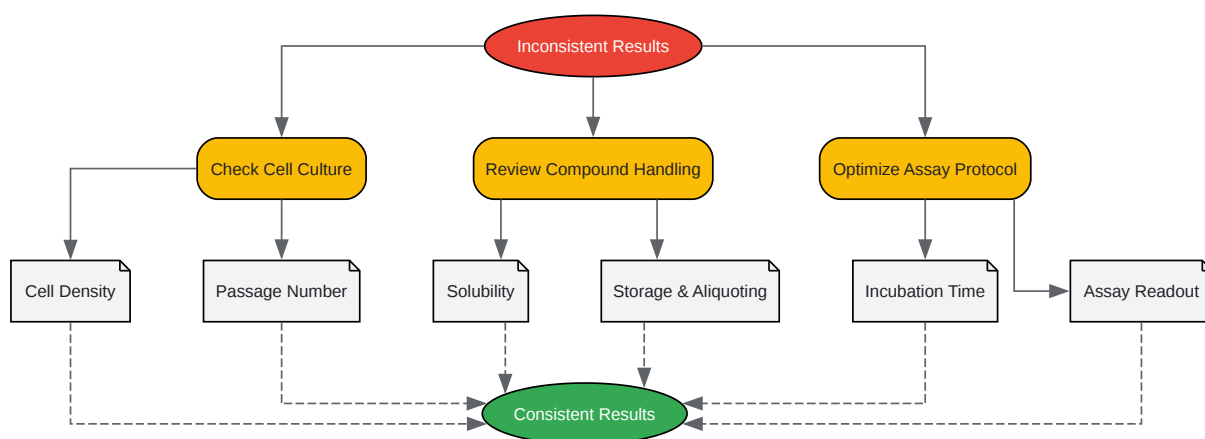 Inconsistent Results
Check Cell Culture
Review Compound Handling
Optimize Assay Protocol
Cell Density
Passage Number
Solubility
Storage & Aliquoting
Incubation Time
Assay Readout
Consistent Results